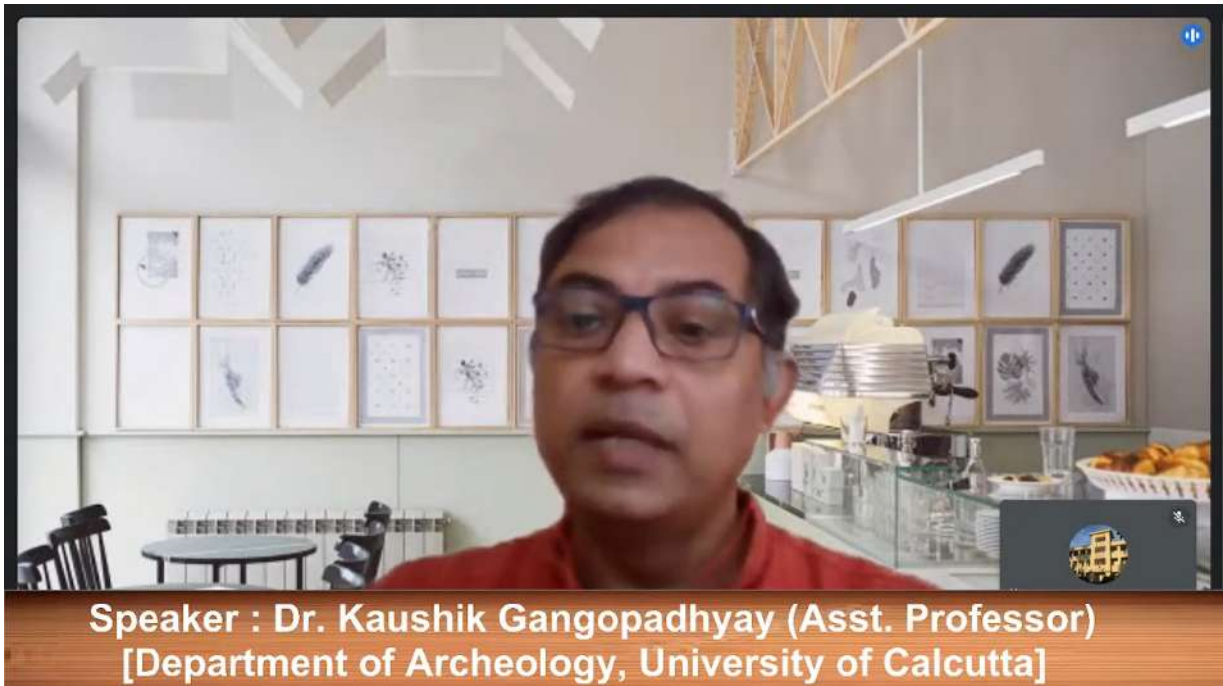 Speaker : Dr. Kaushik Gangopadhyay (Asst. Professor)
[Department of Archeology, University of Calcutta]